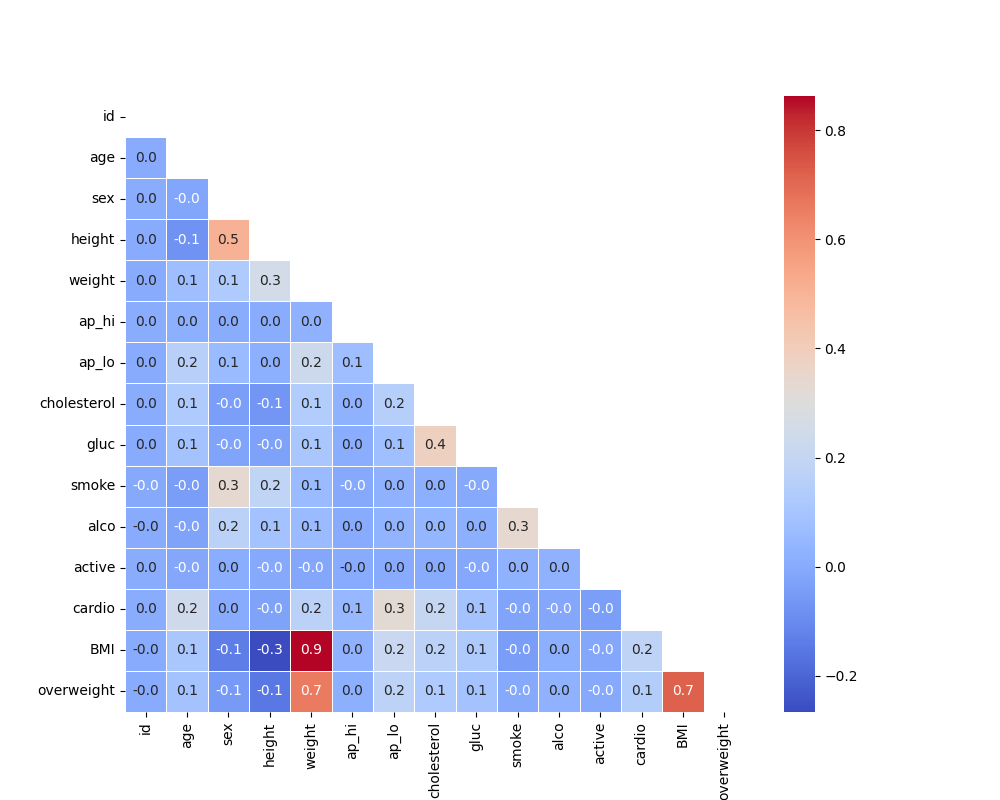 0.8
id
age 0.0
sex 0.0 -0.0
0.6
height 0.0 -0.1 0.5
weight 0.0 0.1 0.1 0.3
ap_hi 0.0 0.0 0.0 0.0 0.0
0.4
ap_lo 0.0 0.2 0.1 0.0 0.2 0.1
cholesterol 0.0 0.1 -0.0 -0.1 0.1 0.0 0.2
gluc 0.0 0.1 -0.0 -0.0 0.1 0.0 0.1 0.4
0.2
smoke -0.0 -0.0 0.3 0.2 0.1 -0.0 0.0 0.0 -0.0
alco -0.0 -0.0 0.2 0.1 0.1 0.0 0.0 0.0 0.0 0.3
active 0.0 -0.0 0.0 -0.0 -0.0 -0.0 0.0 0.0 -0.0 0.0 0.0
0.0
cardio 0.0 0.2 0.0 -0.0 0.2 0.1 0.3 0.2 0.1 -0.0 -0.0 -0.0
BMI -0.0 0.1 -0.1 -0.3 0.9 0.0 0.2 0.2 0.1 -0.0 0.0 -0.0 0.2
−0.2
overweight -0.0 0.1 -0.1 -0.1 0.7 0.0 0.2 0.1 0.1 -0.0 0.0 -0.0 0.1 0.7
id age sex height weight ap_hi ap_lo cholesterol gluc smoke alco active cardio BMI overweight